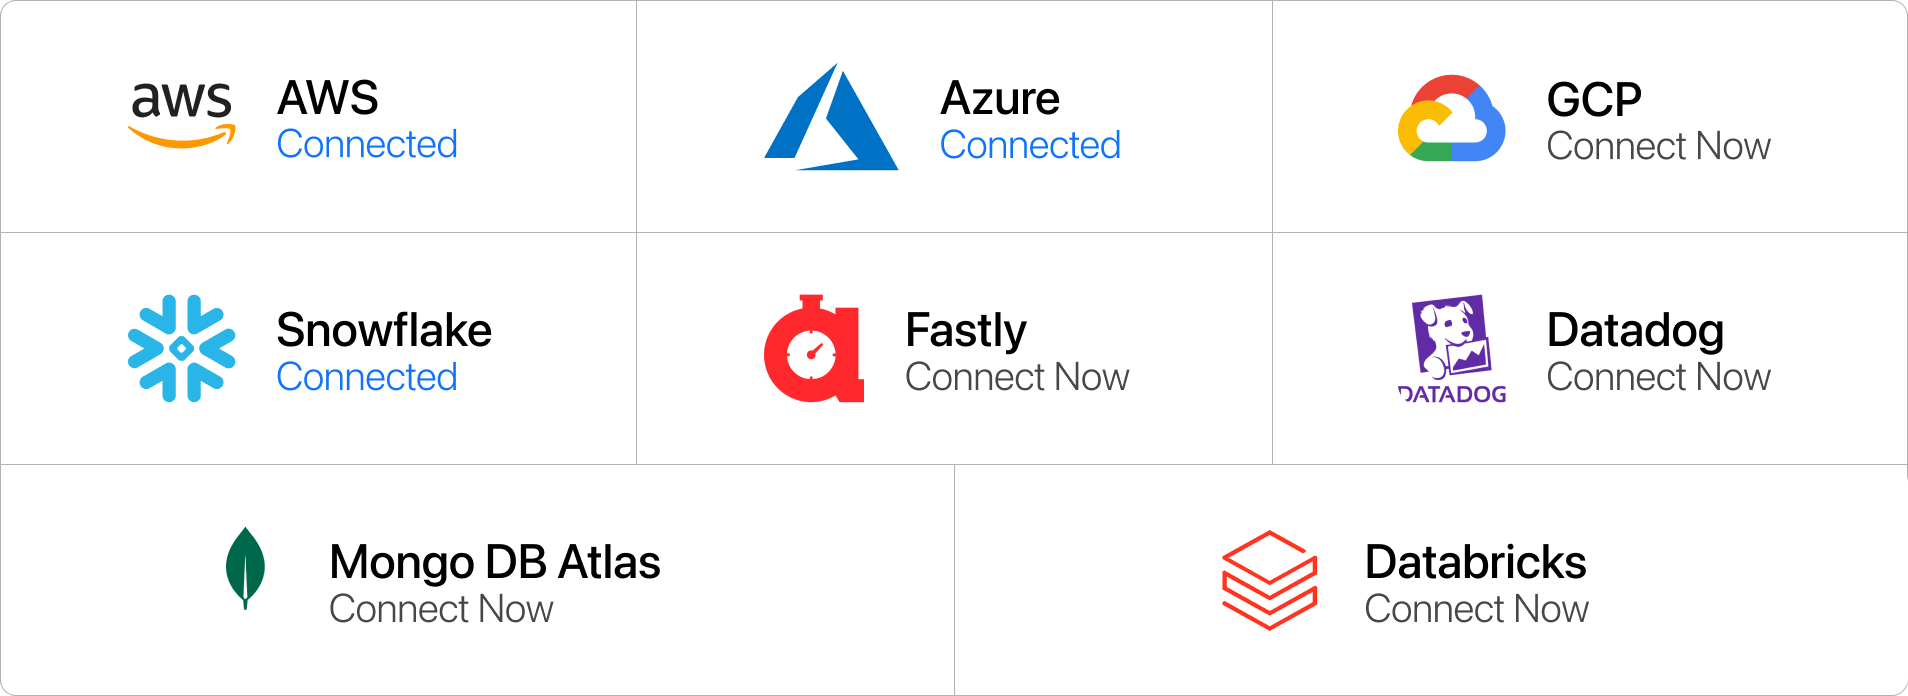 aws
AWS
Connected
Azure
Connected
GCP
Connect Now
Snowflake
Connected
Fastly
Connect Now
DATADOG
Datadog
Connect Now
Mongo DB Atlas
Connect Now
Databricks
Connect Now